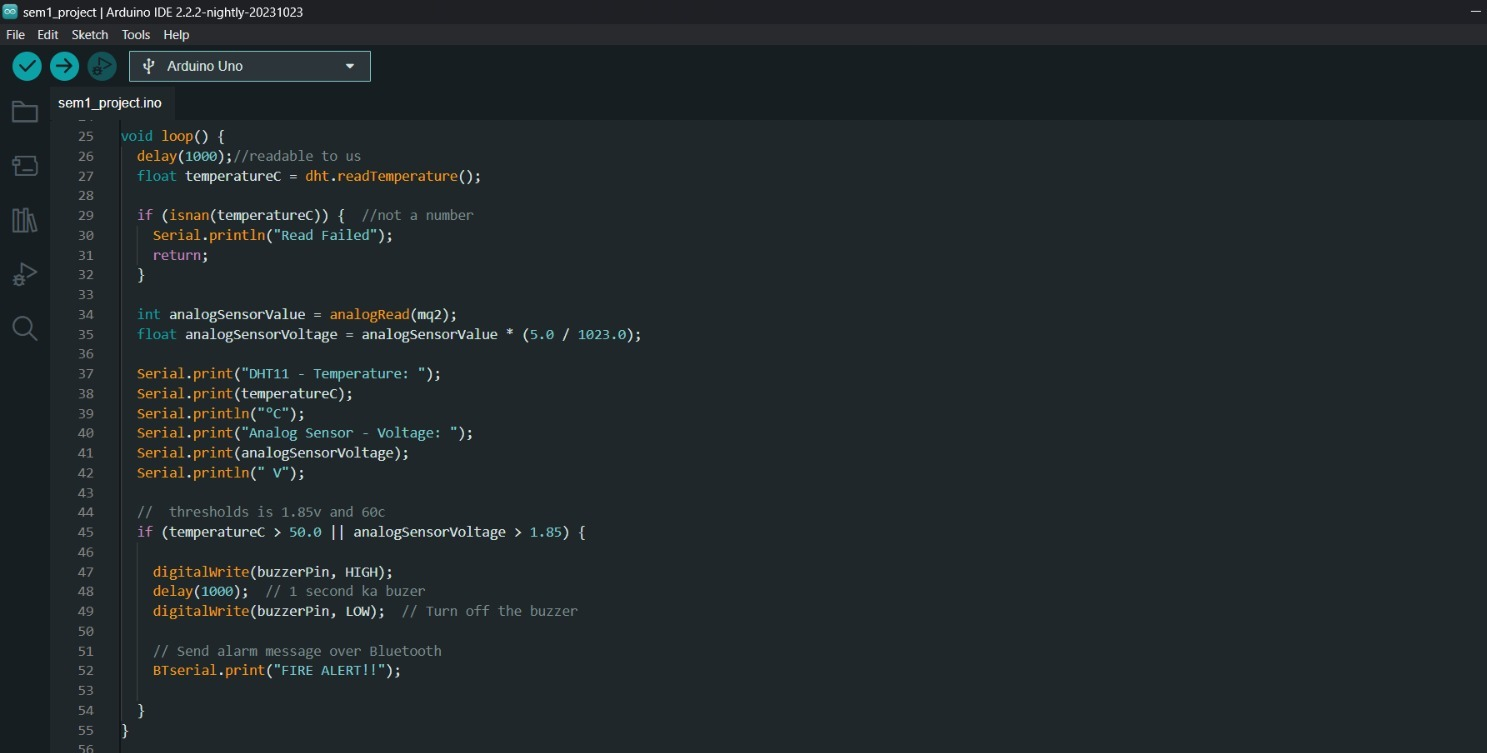 sem1_project | Arduino IDE 2.2.2-nightly-20231023
File Edit Sketch Tools Help
Arduino Uno
sem1_project.ino
25 void loop() {
26 delay(1000);//readable to us
27 float temperatureC = dht.readTemperature();
28
29 if (isnan(temperatureC)) { //not a number
30 Serial.println("Read Failed");
31 return;
32 }
33
34 int analogSensorValue = analogRead(mq2);
35 float analogSensorVoltage = analogSensorValue * (5.0 / 1023.0);
36
37 Serial.print("DHT11 - Temperature: ");
38 Serial.print(temperatureC);
39 Serial.println("°C");
40 Serial.print("Analog Sensor - Voltage: ");
41 Serial.print(analogSensorVoltage);
42 Serial.println(" V");
43
44 // thresholds is 1.85v and 60c
45 if (temperatureC > 50.0 || analogSensorVoltage > 1.85) {
46
47 digitalWrite(buzzerPin, HIGH);
48 delay(1000); // 1 second ka buzer
49 digitalWrite(buzzerPin, LOW); // Turn off the buzzer
50
51 // Send alarm message over Bluetooth
52 BTserial.print("FIRE ALERT!!");
53
54 }
55 }
56